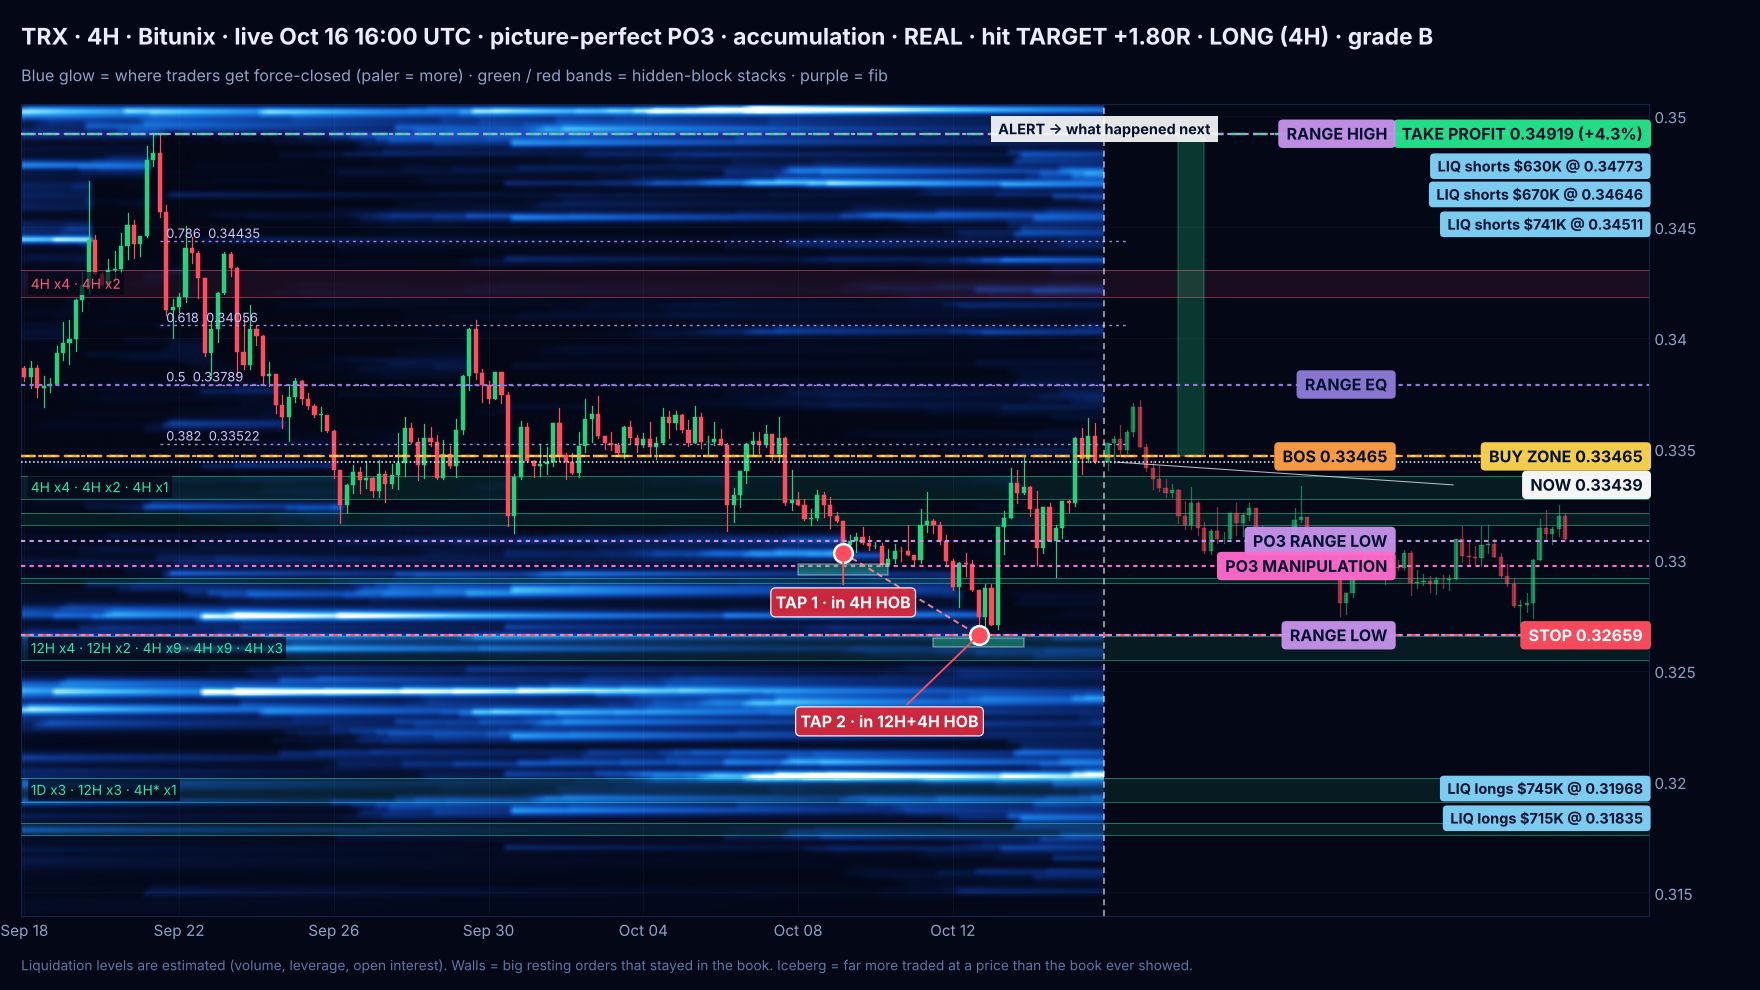 TRX · 4H · Bitunix · live Oct 16 16:00 UTC · picture-perfect PO3 · accumulation · REAL · hit TARGET +1.80R · LONG (4H) · grade B
Blue glow = where traders get force-closed (paler = more) · green / red bands = hidden-block stacks · purple = fib
0.35
ALERT → what happened next
RANGE HIGH
TAKE PROFIT 0.34919 (+4.3%)
LIQ shorts $630K @ 0.34773
LIQ shorts $670K @ 0.34646
LIQ shorts $741K @ 0.34511
0.345
0.786 0.34435
4H x4 · 4H x2
0.618 0.34056
0.34
0.5 0.33789
RANGE EQ
0.382 0.33522
0.335
BOS 0.33465
BUY ZONE 0.33465
NOW 0.33439
4H x4 · 4H x2 · 4H x1
PO3 RANGE LOW
0.33
PO3 MANIPULATION
TAP 1 · in 4H HOB
RANGE LOW
STOP 0.32659
12H x4 · 12H x2 · 4H x9 · 4H x9 · 4H x3
0.325
TAP 2 · in 12H+4H HOB
0.32
1D x3 · 12H x3 · 4H* x1
LIQ longs $745K @ 0.31968
LIQ longs $715K @ 0.31835
0.315
Sep 18
Sep 22
Sep 26
Sep 30
Oct 04
Oct 08
Oct 12
Liquidation levels are estimated (volume, leverage, open interest). Walls = big resting orders that stayed in the book. Iceberg = far more traded at a price than the book ever showed.